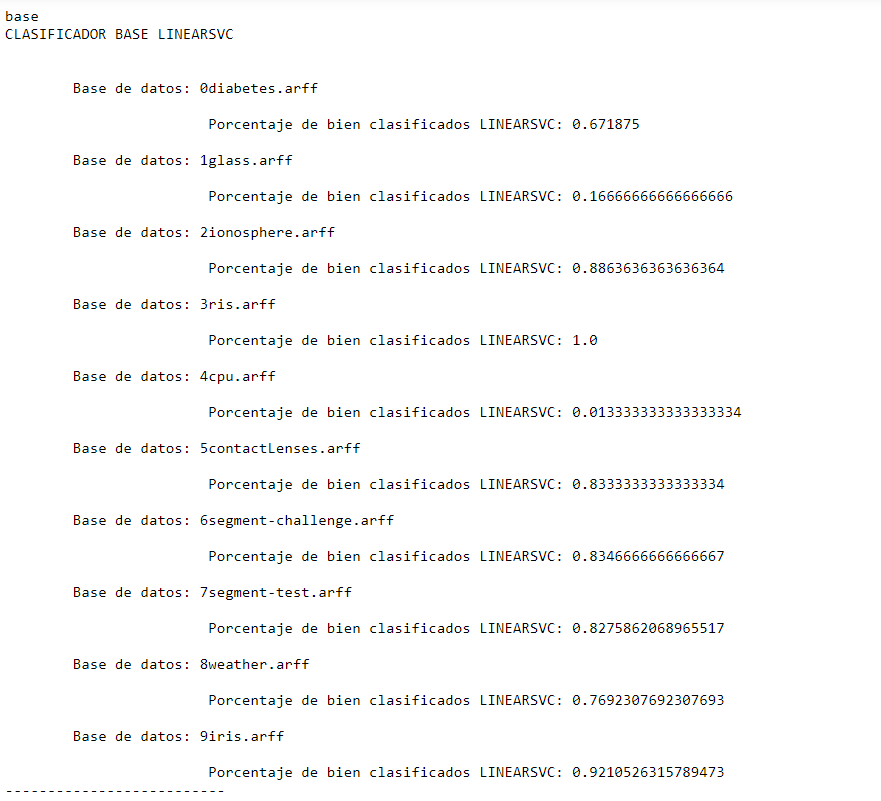 base
CLASIFICADOR BASE LINEARSVC
Base de datos: 0diabetes.arff
Porcentaje de bien clasificados LINEARSVC: 0.671875
Base de datos: 1glass.arff
Porcentaje de bien clasificados LINEARSVC: 0.16666666666666666
Base de datos: 2ionosphere.arff
Porcentaje de bien clasificados LINEARSVC: 0.8863636363636364
Base de datos: 3ris.arff
Porcentaje de bien clasificados LINEARSVC: 1.0
Base de datos: 4cpu.arff
Porcentaje de bien clasificados LINEARSVC: 0.013333333333333334
Base de datos: 5contactLenses.arff
Porcentaje de bien clasificados LINEARSVC: 0.8333333333333334
Base de datos: 6segment-challenge.arff
Porcentaje de bien clasificados LINEARSVC: 0.8346666666666667
Base de datos: 7segment-test.arff
Porcentaje de bien clasificados LINEARSVC: 0.8275862068965517
Base de datos: 8weather.arff
Porcentaje de bien clasificados LINEARSVC: 0.7692307692307693
Base de datos: 9iris.arff
Porcentaje de bien clasificados LINEARSVC: 0.9210526315789473
--------------------------